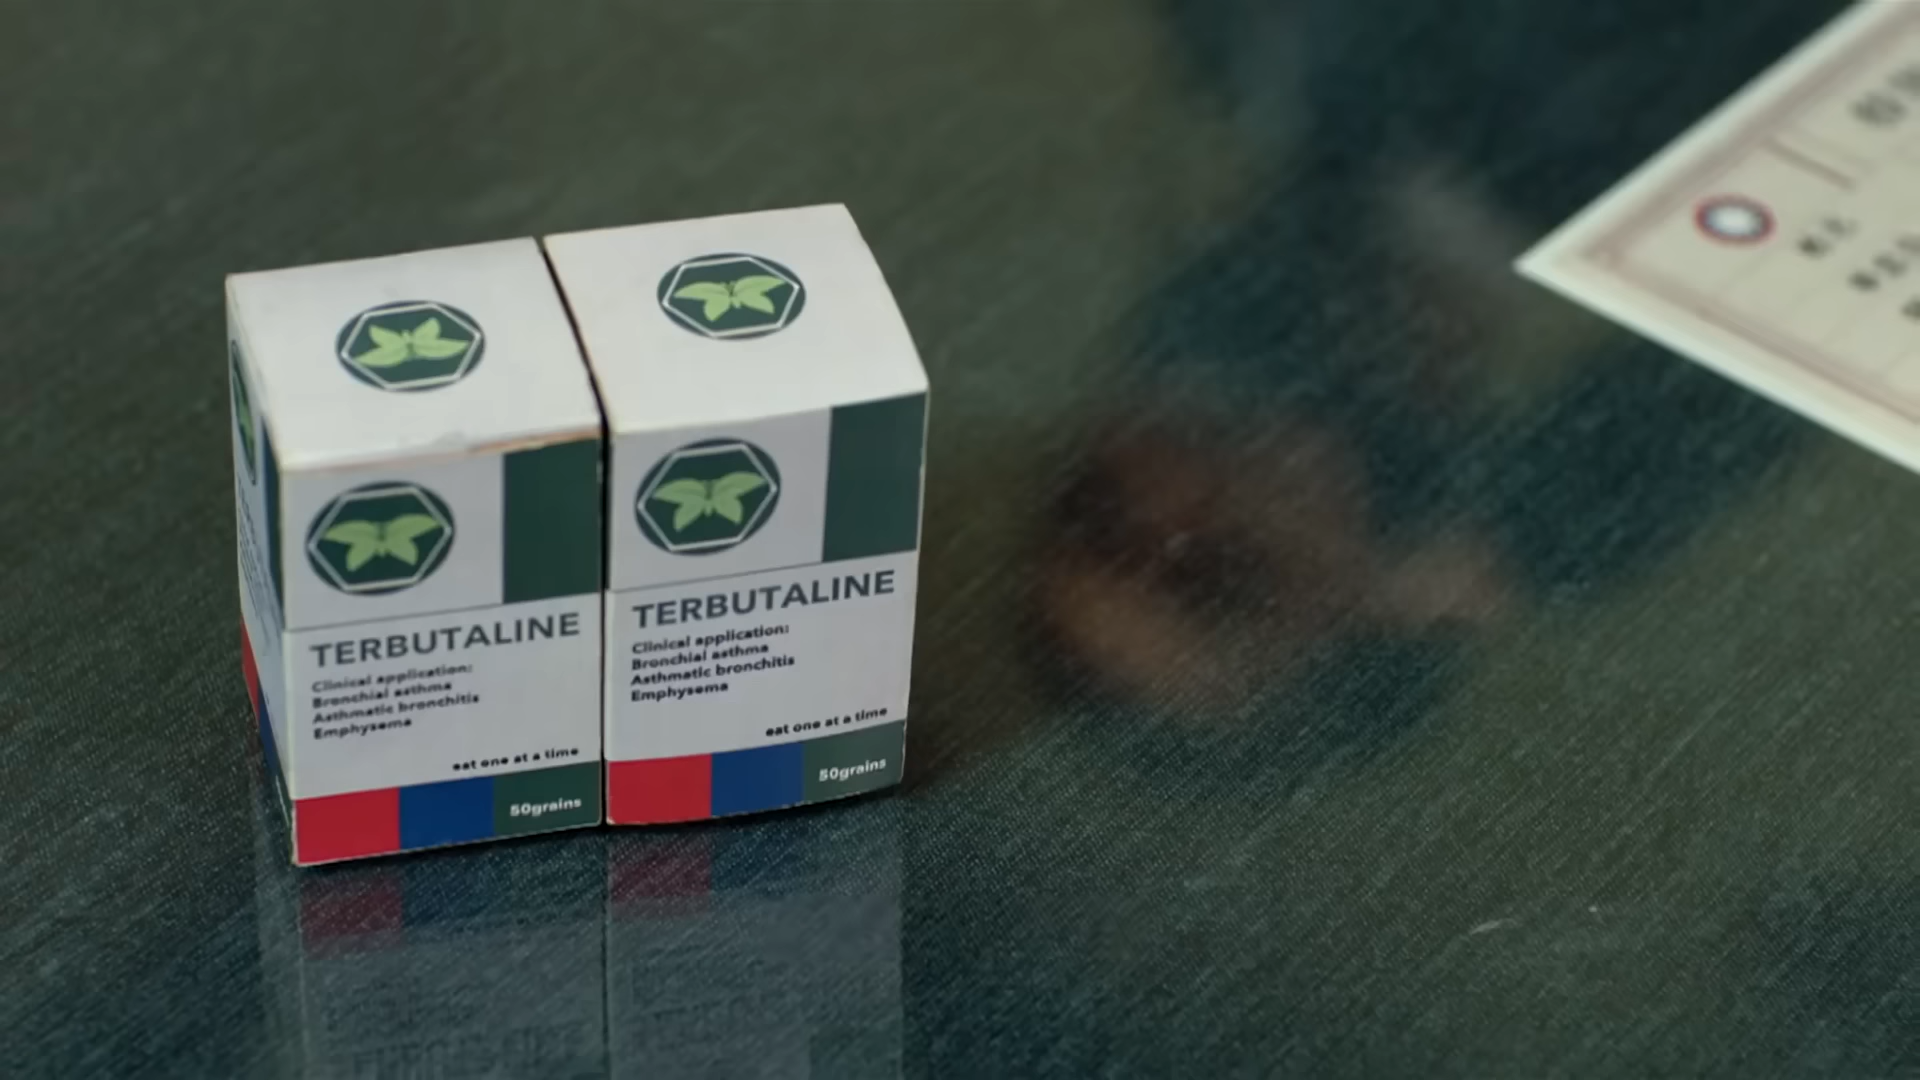 TERBUTALINE
Clinical application:
Bronchial asthma
Asthmatic bronchitis
Emphysema
eat one at a time
50grains
TERBUTALINE
Clinical application:
Bronchial asthma
Asthmatic bronchitis
Emphysema
eat one at a time
50grains